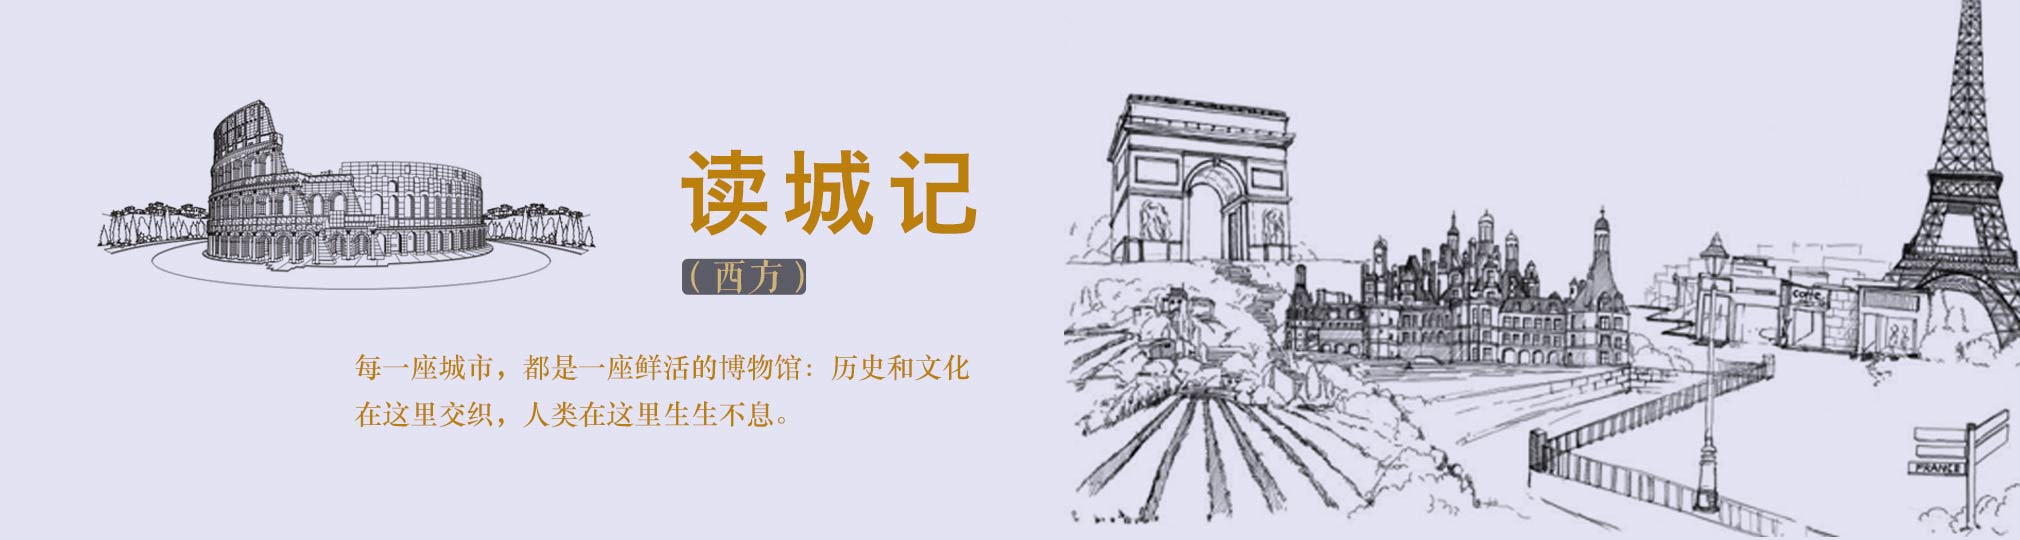 读城记
（西方）
每一座城市，都是一座鲜活的博物馆：历史和文化
在这里交织，人类在这里生生不息。
Coffe
FRANCE